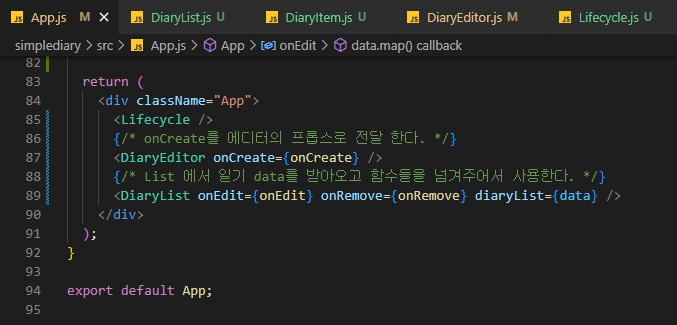 JS App.js M × JS DiaryList.js U JS DiaryItem.js U JS DiaryEditor.js M JS Lifecycle.js U
simplediary > src > JS App.js > App > onEdit > data.map() callback
82
83 return (
84 <div className="App">
85 <Lifecycle />
86 {/* onCreate를 에디터의 프롭스로 전달 한다. */}
87 <DiaryEditor onCreate={onCreate} />
88 {/* List 에서 일기 data를 받아오고 함수들을 넘겨주어서 사용한다. */}
89 <DiaryList onEdit={onEdit} onRemove={onRemove} diaryList={data} />
90 </div>
91 );
92 }
93
94 export default App;
95